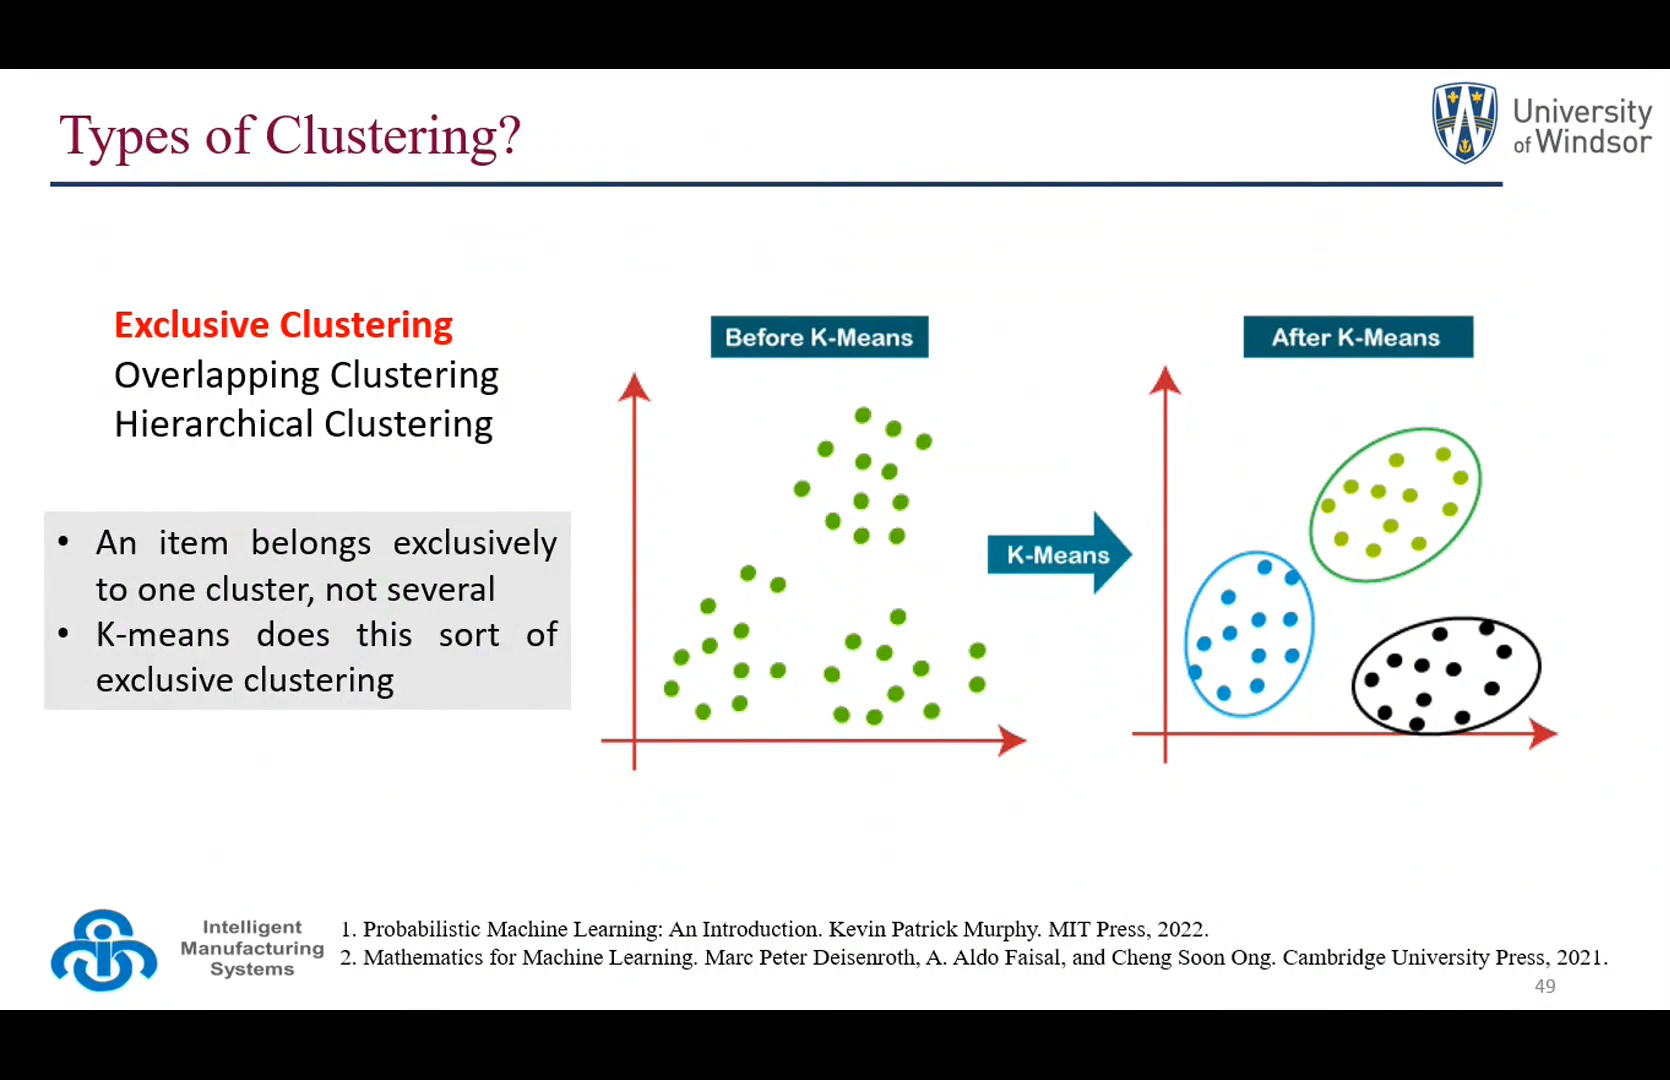 Types of Clustering?
University
of Windsor
Exclusive Clustering
Overlapping Clustering
Hierarchical Clustering
• An item belongs exclusively
to one cluster, not several
• K-means does this sort of
exclusive clustering
Before K-Means
K-Means
After K-Means
Intelligent
Manufacturing
Systems
1. Probabilistic Machine Learning: An Introduction. Kevin Patrick Murphy. MIT Press, 2022.
2. Mathematics for Machine Learning. Marc Peter Deisenroth, A. Aldo Faisal, and Cheng Soon Ong. Cambridge University Press, 2021.
49